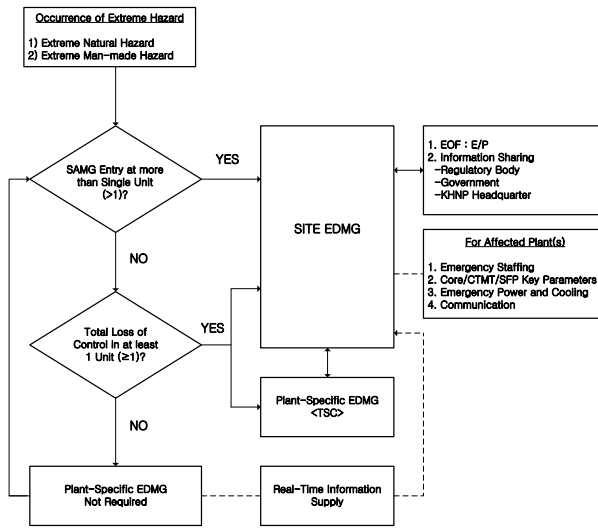 Occurrence of Extreme Hazard
1) Extreme Natural Hazard
2) Extreme Man-made Hazard
SAMG Entry at more
than Single Unit
(>1)?
YES
NO
SITE EDMG
1. EOF : E/P
2. Information Sharing
-Regulatory Body
-Government
-KHNP Headquarter
For Affected Plant(s)
1. Emergency Staffing
2. Core/CTMT/SFP Key Parameters
3. Emergency Power and Cooling
4. Communication
Total Loss of
Control in at least
1 Unit (≥1)?
YES
NO
Plant-Specific EDMG
<TSC>
Plant-Specific EDMG
Not Required
Real-Time Information
Supply